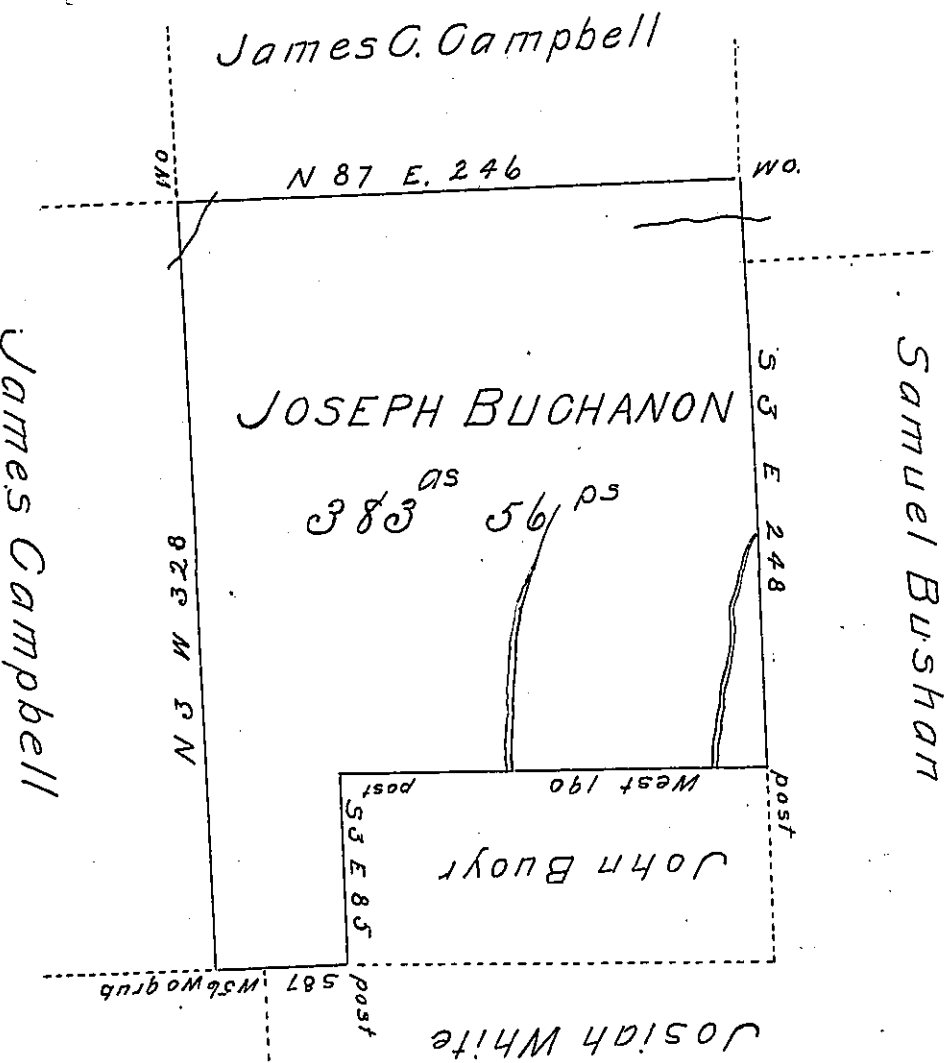 James C. Campbell
WO
N 87 E. 246
WO.
S 3 E 248
Samuel Bushan
JOSEPH BUCHANON
383 as 56 ps
N 3 W 328
James Campbell
West 190
post
post
S 3 E 85
John Buoyr
post
S 87 W 56 WO grub
Josiah White